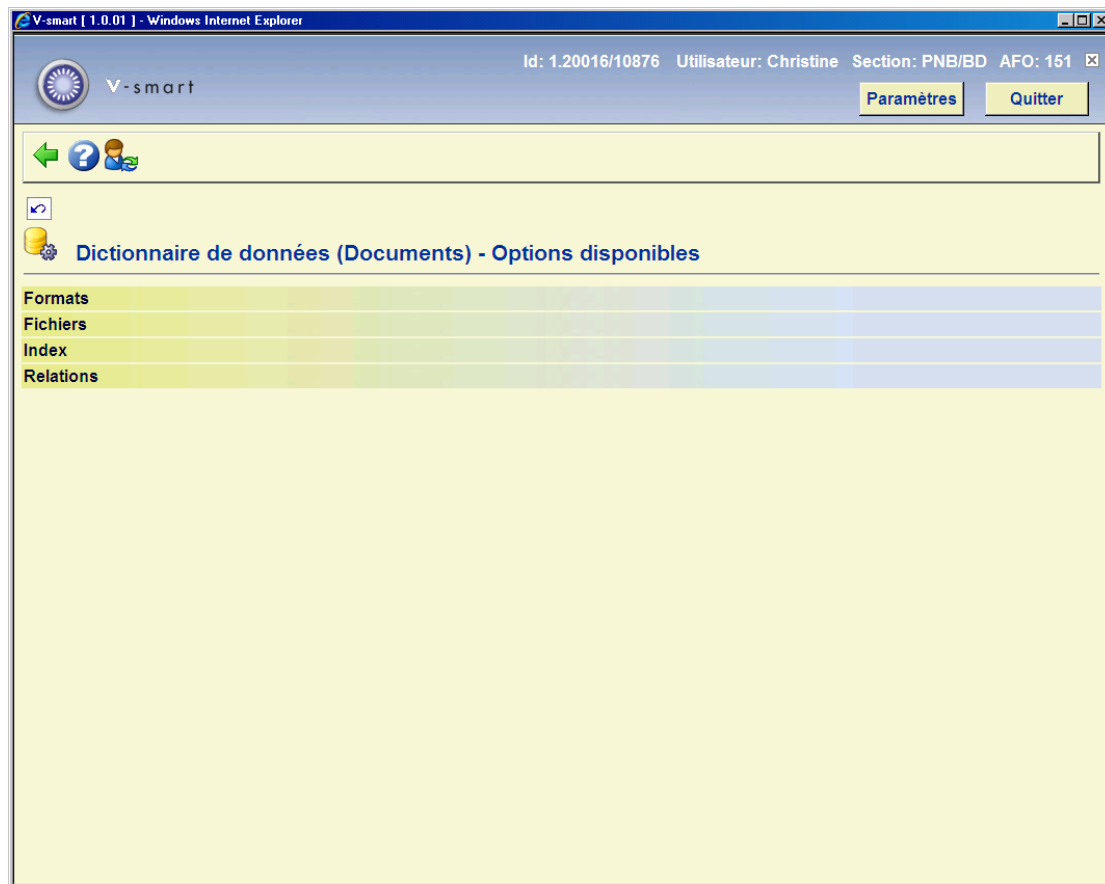 V-smart [ 1.0.01 ] - Windows Internet Explorer
Id: 1.20016/10876 Utilisateur: Christine Section: PNB/BD AFO: 151
V-smart
Paramètres Quitter
Dictionnaire de données (Documents) - Options disponibles
Formats
Fichiers
Index
Relations